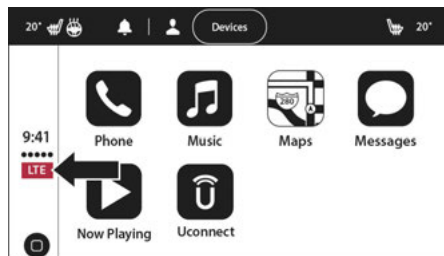 20°
Devices
20°
9:41
LTE
Phone
Music
280
Maps
Messages
Now Playing
Uconnect